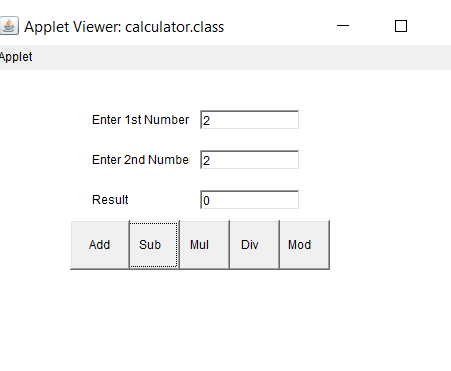 Applet Viewer: calculator.class
Applet
Enter 1st Number 2
Enter 2nd Numbe 2
Result 0
Add Sub Mul Div Mod